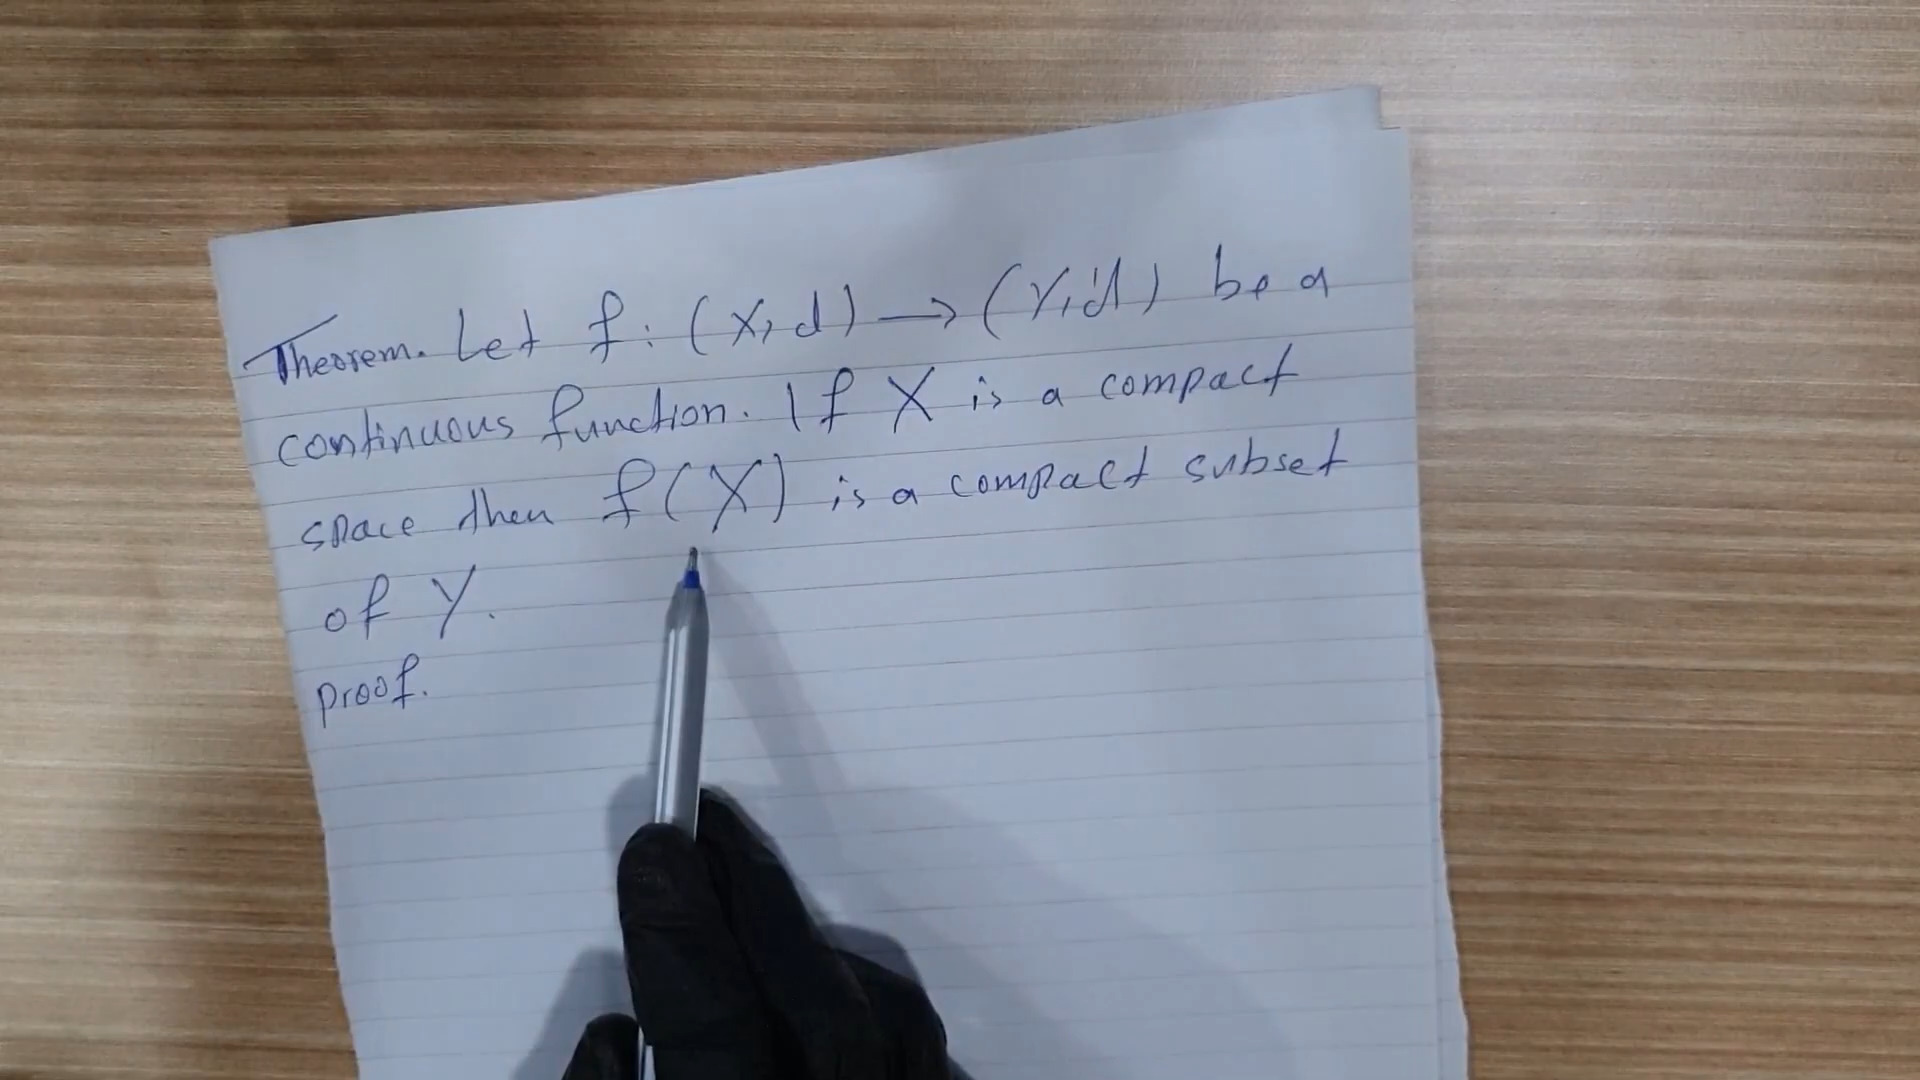 Theorem. Let f: (X, d) → (Y, d') be a
continuous function. If X is a compact
space then f(X) is a compact subset
of Y.
proof.